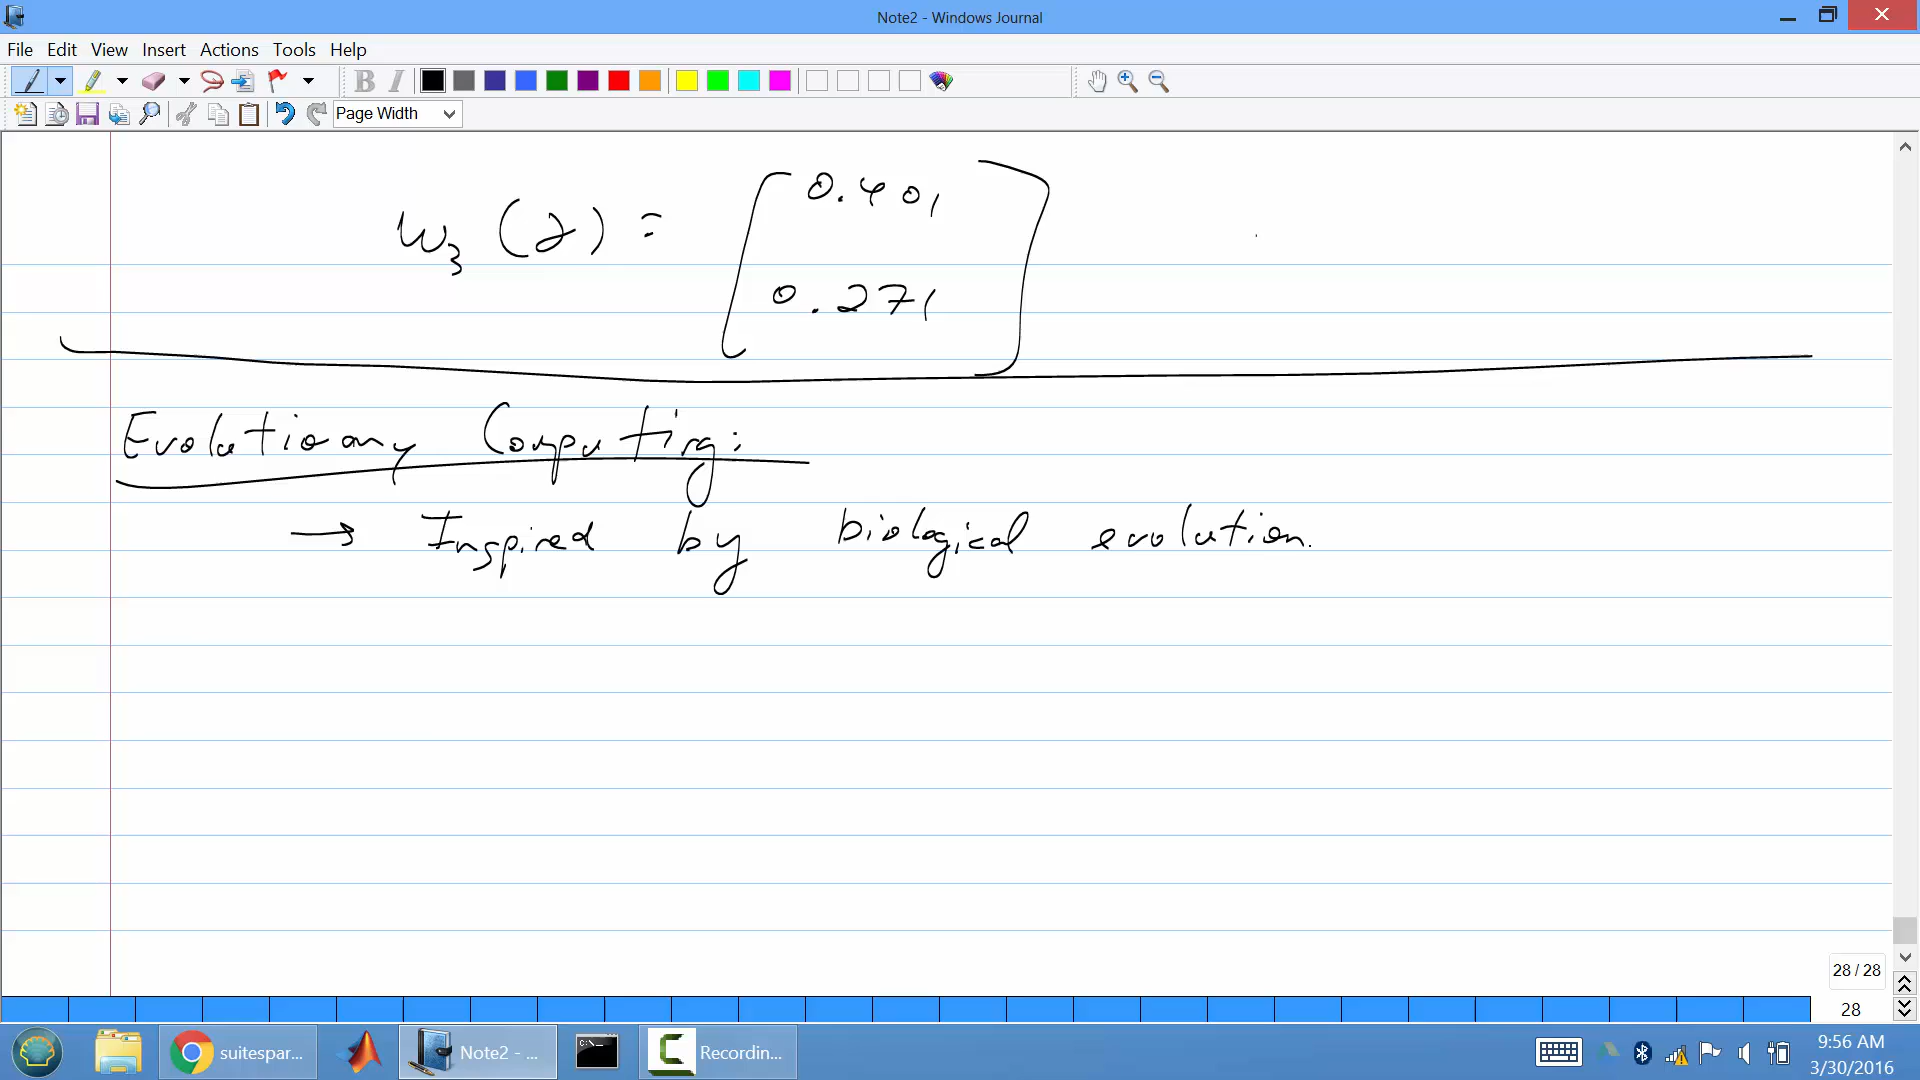 Note2 - Windows Journal
File Edit View Insert Actions Tools Help
B I
Page Width
w3 (2) = [ 0.401
0.271 ]
Evolutionary Computing:
→ Inspired by biological evolution.
28 / 28
28
suitespar... Note2 - ... C:\_ C Recordin...
9:56 AM
3/30/2016